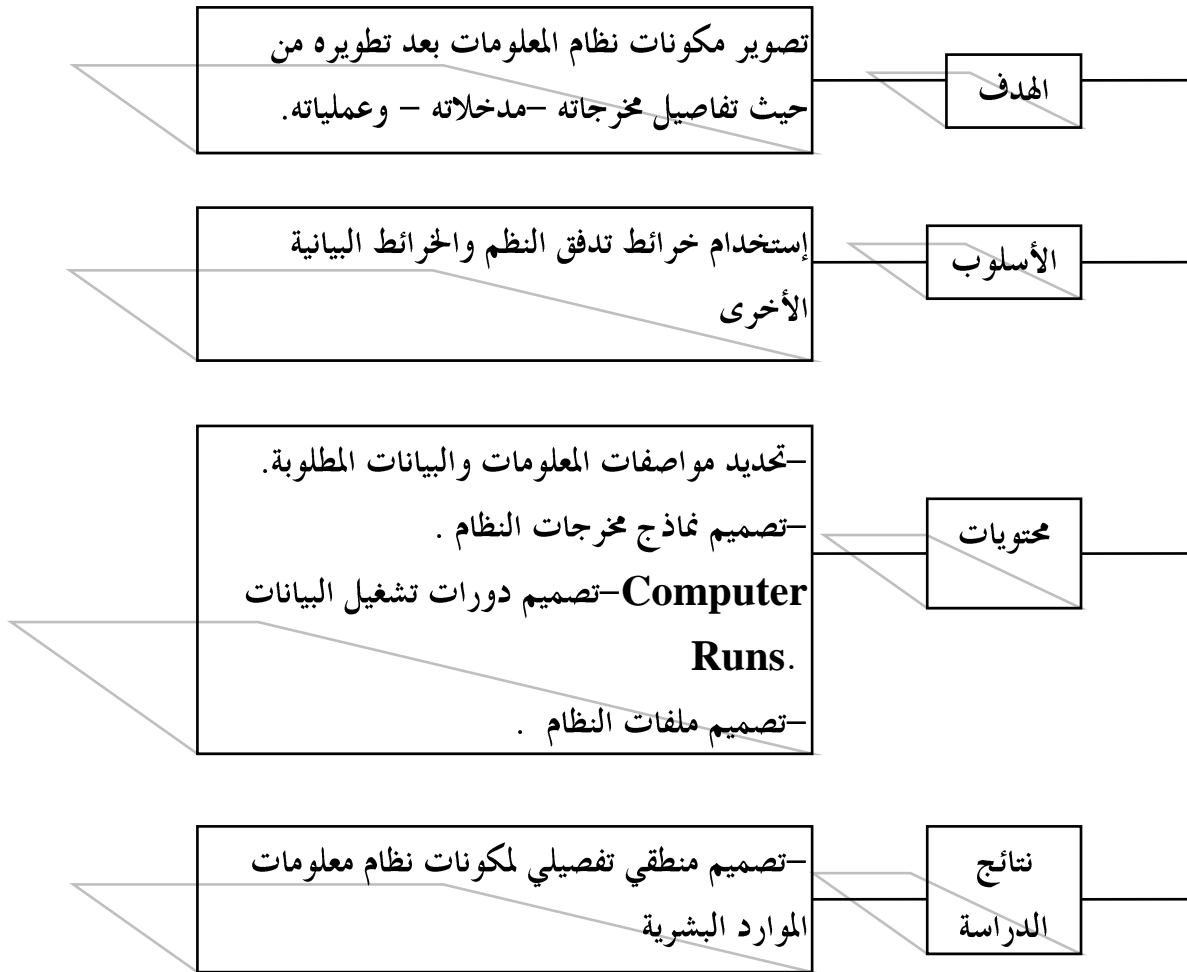 الهدف
تصوير مكونات نظام المعلومات بعد تطويره من
حيث تفاصيل مخرجاته –مدخلاته – وعملياته.
الأسلوب
إستخدام خرائط تدفق النظم والخرائط البيانية
الأخرى
محتويات
–تحديد مواصفات المعلومات والبيانات المطلوبة.
–تصميم نماذج مخرجات النظام .
–تصميم دورات تشغيل البيانات Computer
Runs.
–تصميم ملفات النظام .
نتائج
الدراسة
–تصميم منطقي تفصيلي لمكونات نظام معلومات
الموارد البشرية